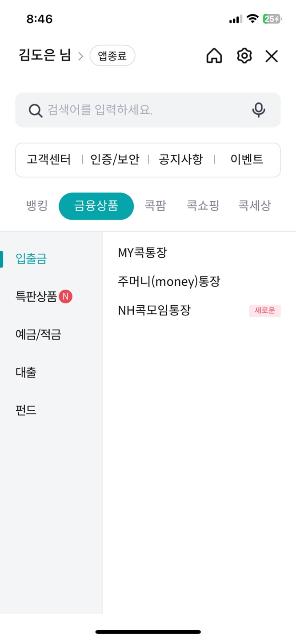 8:46
25
김도은 님 앱종료
검색어를 입력하세요.
고객센터 인증/보안 공지사항 이벤트
뱅킹 금융상품 콕팜 콕쇼핑 콕세상
입출금
특판상품 N
예금/적금
대출
펀드
MY콕통장
주머니(money)통장
NH콕모임통장 새로운